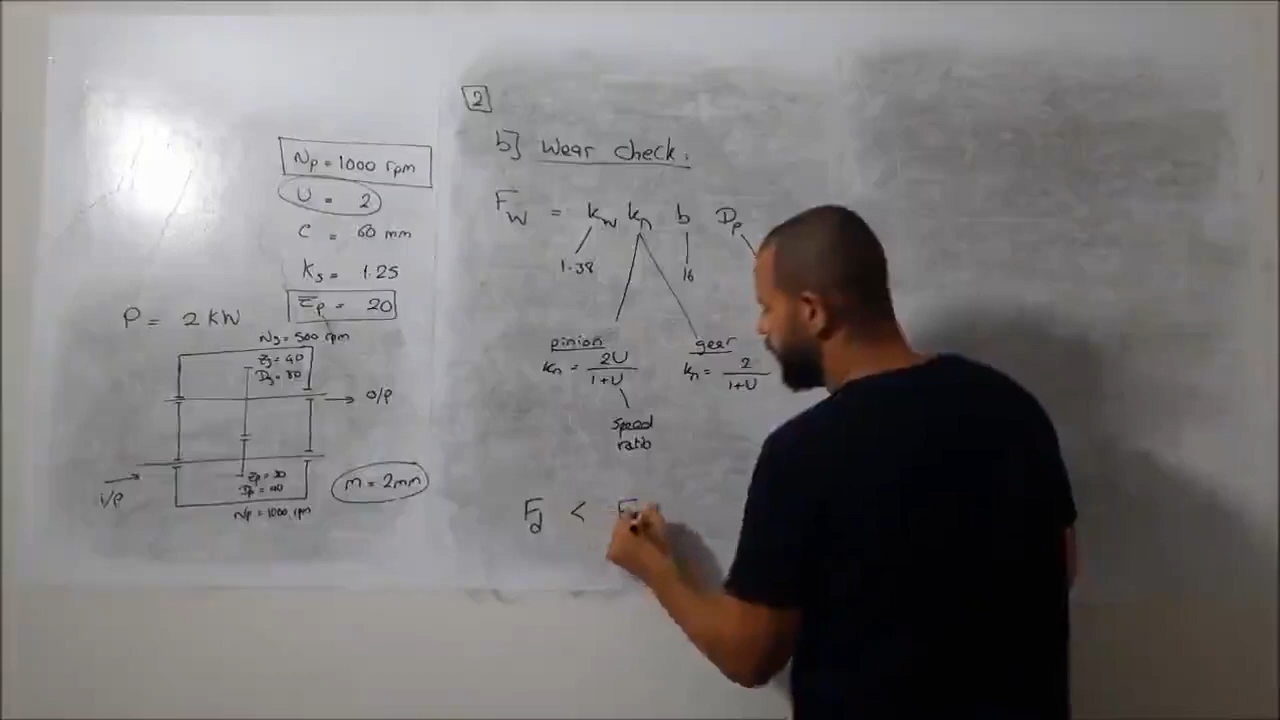 Np = 1000 rpm
U = 2
C = 60 mm
Ks = 1.25
Zp = 20
P = 2 KW
Ng = 500 rpm
Zg = 40
Dg = 80
O/P
i/P
Zp = 20
Dp = 40
Np = 1000 rpm
m = 2mm
2
b] Wear check.
Fw = kw kn b Dp
1.38
16
pinion
kn = 2U
1+U
gear
kn = 2
1+U
speed
ratio
Fd <